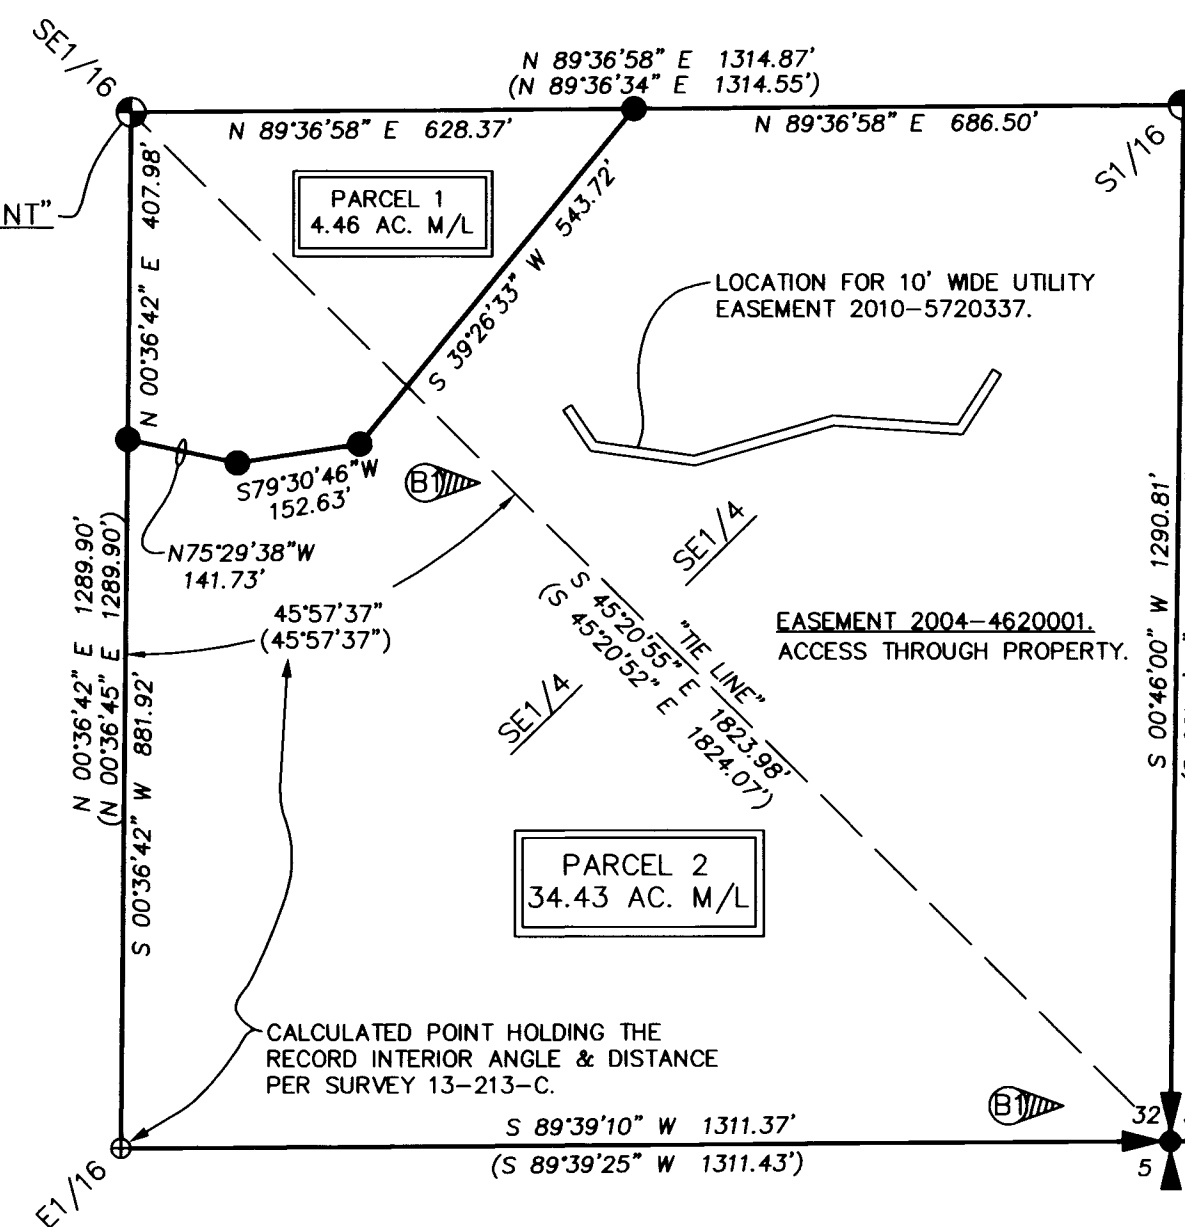 SE1/16
N 89°36'58" E 1314.87'
(N 89°36'34" E 1314.55')
N 89°36'58" E 628.37'
N 89°36'58" E 686.50'
S1/16
NT"
N 00°36'42" E 407.98'
PARCEL 1
4.46 AC. M/L
S 39°26'33" W 543.72'
LOCATION FOR 10' WIDE UTILITY
EASEMENT 2010-5720337.
S79°30'46"W
152.63'
B1
N75°29'38"W
141.73'
45°57'37"
(45°57'37")
N 00°36'42" E 1289.90'
(N 00°36'45" E 1289.90')
S 00°36'42" W 881.92'
SE1/4
SE1/4
"TIE LINE"
S 45°20'55" E 1823.98'
(S 45°20'52" E 1824.07')
EASEMENT 2004-4620001.
ACCESS THROUGH PROPERTY.
S 00°46'00" W 1290.81'
PARCEL 2
34.43 AC. M/L
CALCULATED POINT HOLDING THE
RECORD INTERIOR ANGLE & DISTANCE
PER SURVEY 13-213-C.
B1
32
5
S 89°39'10" W 1311.37'
(S 89°39'25" W 1311.43')
E1/16